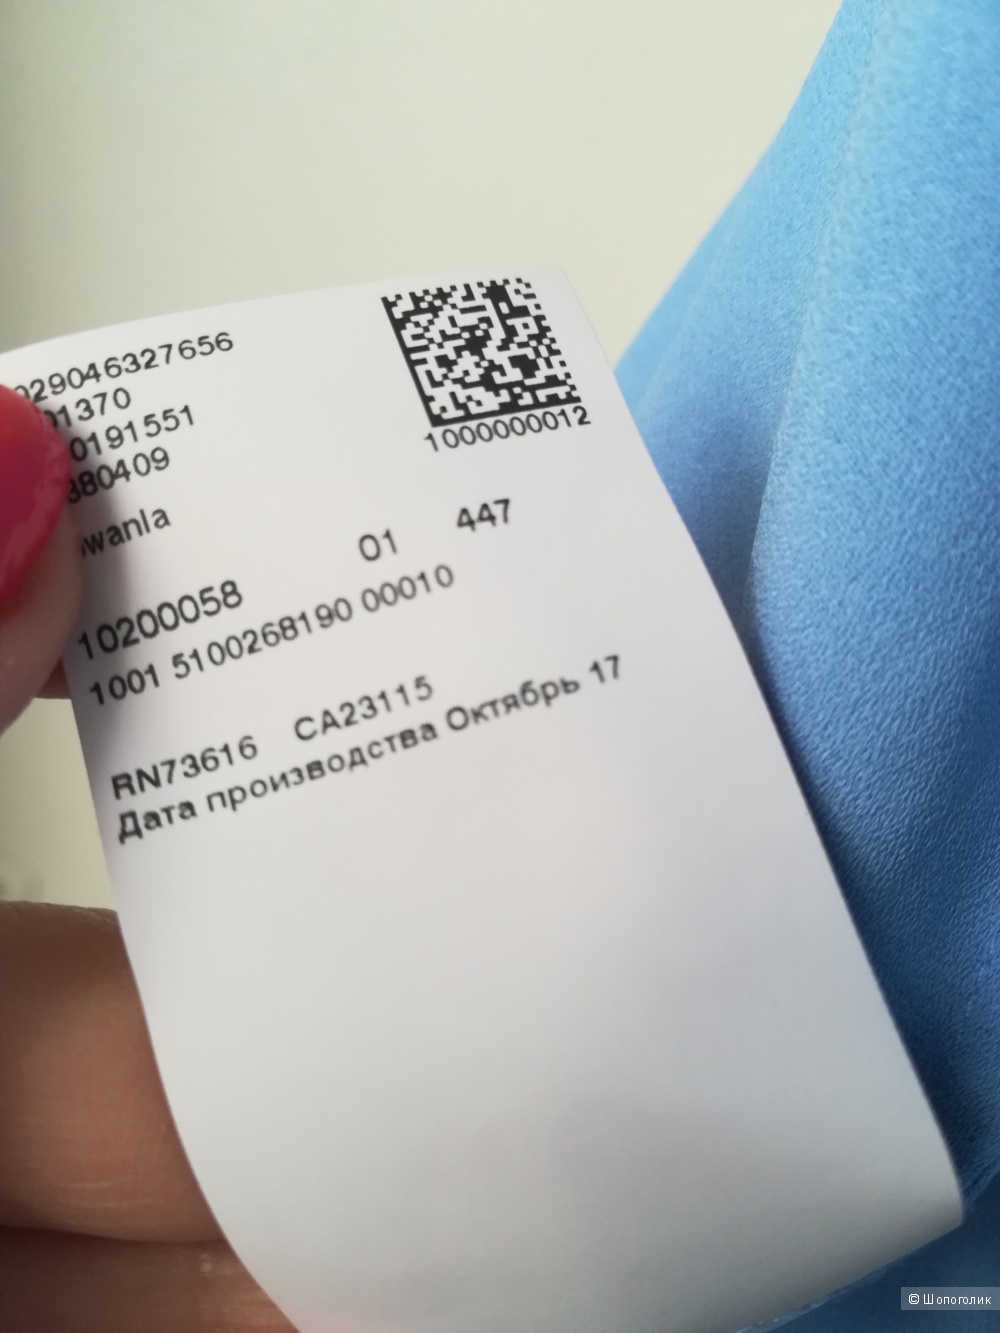 029046327656
01370
0191551
380409
1000000012
wanla
10200058 01 447
1001 5100268190 00010
RN73616 CA23115
Дата производства Октябрь 17
© Шопоголик